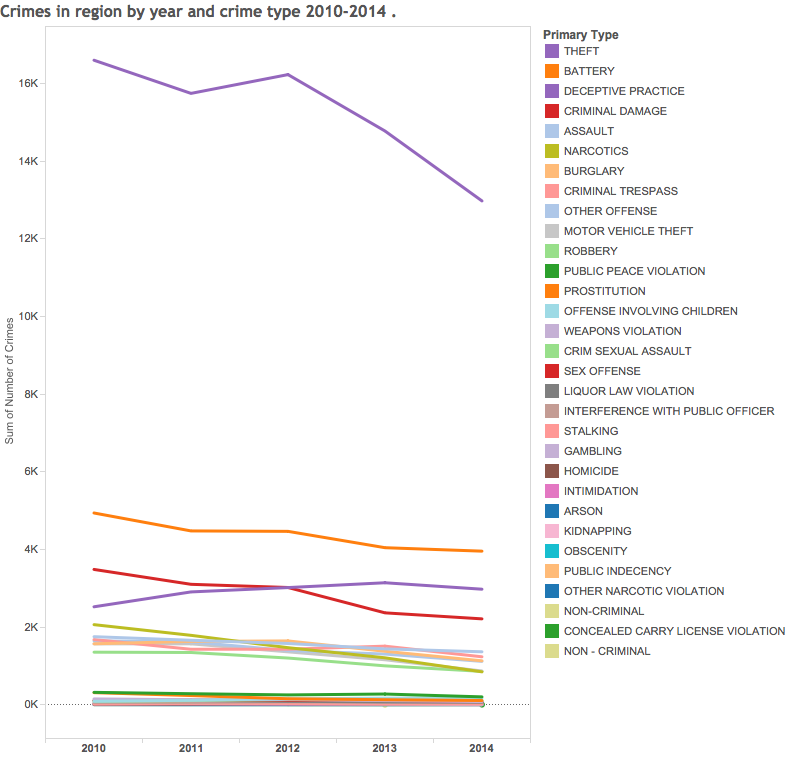 Crimes in region by year and crime type 2010-2014 .
Primary Type
THEFT
BATTERY
DECEPTIVE PRACTICE
CRIMINAL DAMAGE
ASSAULT
NARCOTICS
BURGLARY
CRIMINAL TRESPASS
OTHER OFFENSE
MOTOR VEHICLE THEFT
ROBBERY
PUBLIC PEACE VIOLATION
PROSTITUTION
OFFENSE INVOLVING CHILDREN
WEAPONS VIOLATION
CRIM SEXUAL ASSAULT
SEX OFFENSE
LIQUOR LAW VIOLATION
INTERFERENCE WITH PUBLIC OFFICER
STALKING
GAMBLING
HOMICIDE
INTIMIDATION
ARSON
KIDNAPPING
OBSCENITY
PUBLIC INDECENCY
OTHER NARCOTIC VIOLATION
NON-CRIMINAL
CONCEALED CARRY LICENSE VIOLATION
NON - CRIMINAL
Sum of Number of Crimes
16K
14K
12K
10K
8K
6K
4K
2K
0K
2010 2011 2012 2013 2014